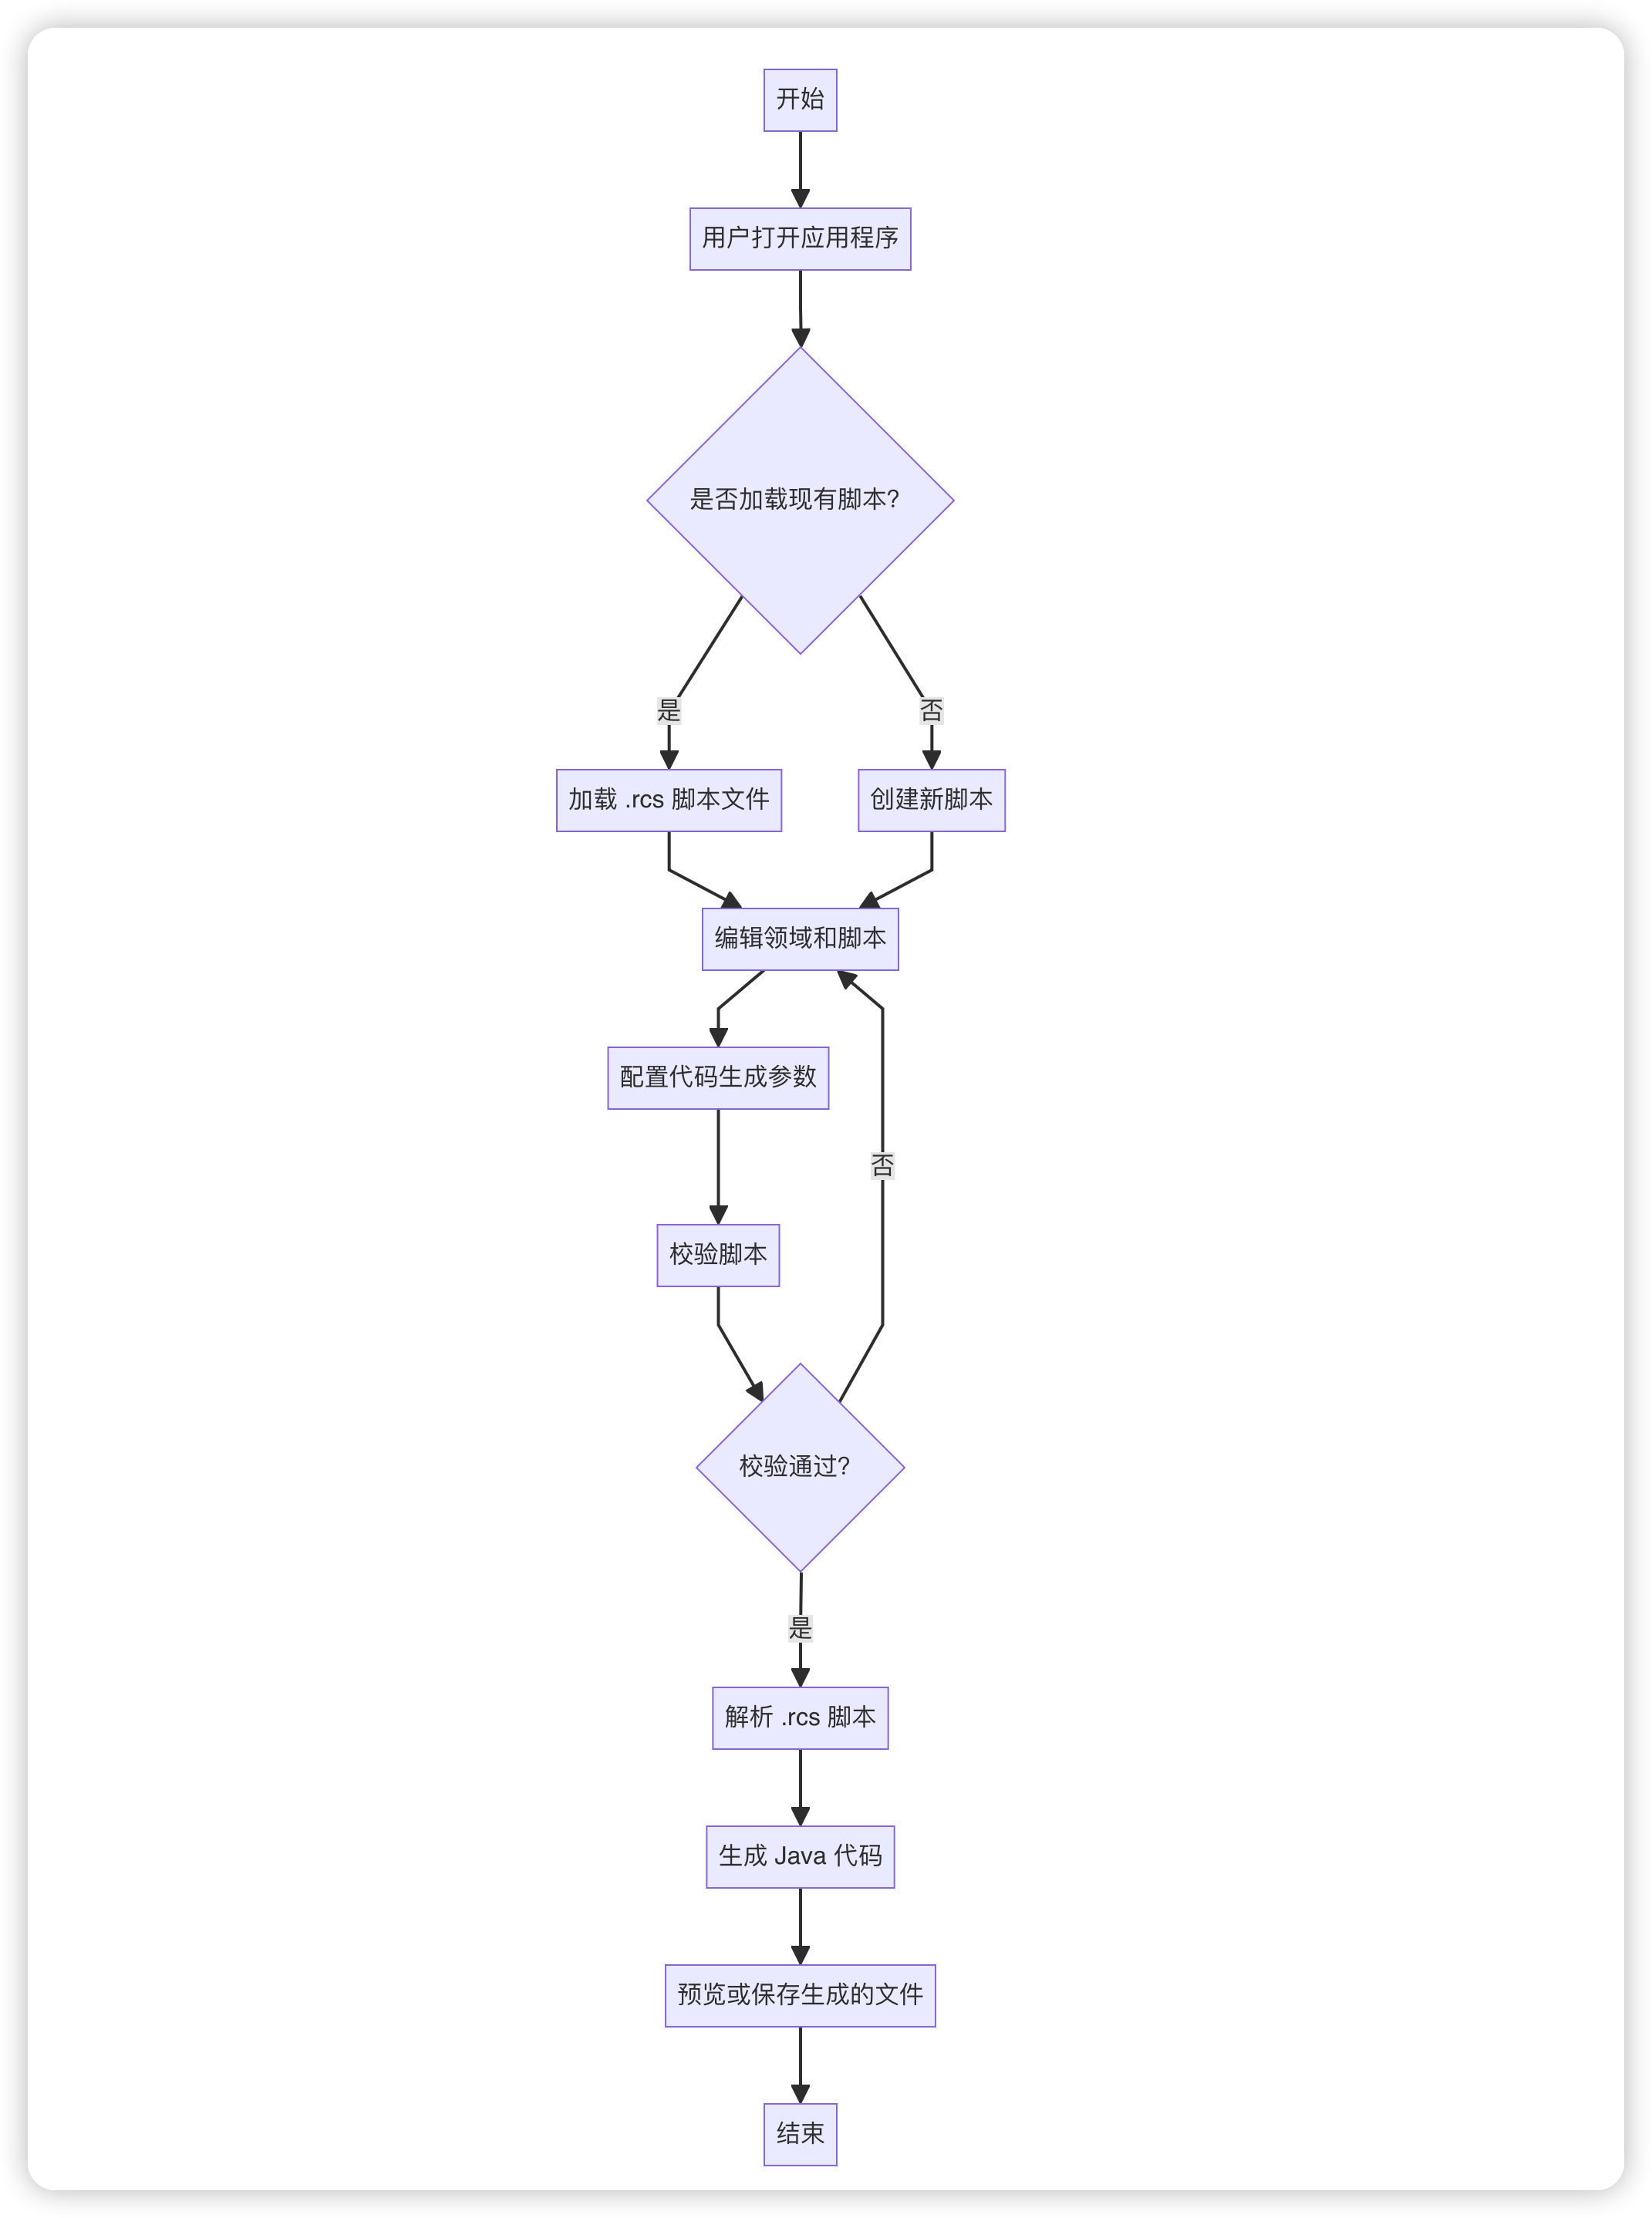 开始
用户打开应用程序
是否加载现有脚本?
是
否
加载 .rcs 脚本文件
创建新脚本
编辑领域和脚本
配置代码生成参数
否
校验脚本
校验通过?
是
解析 .rcs 脚本
生成 Java 代码
预览或保存生成的文件
结束